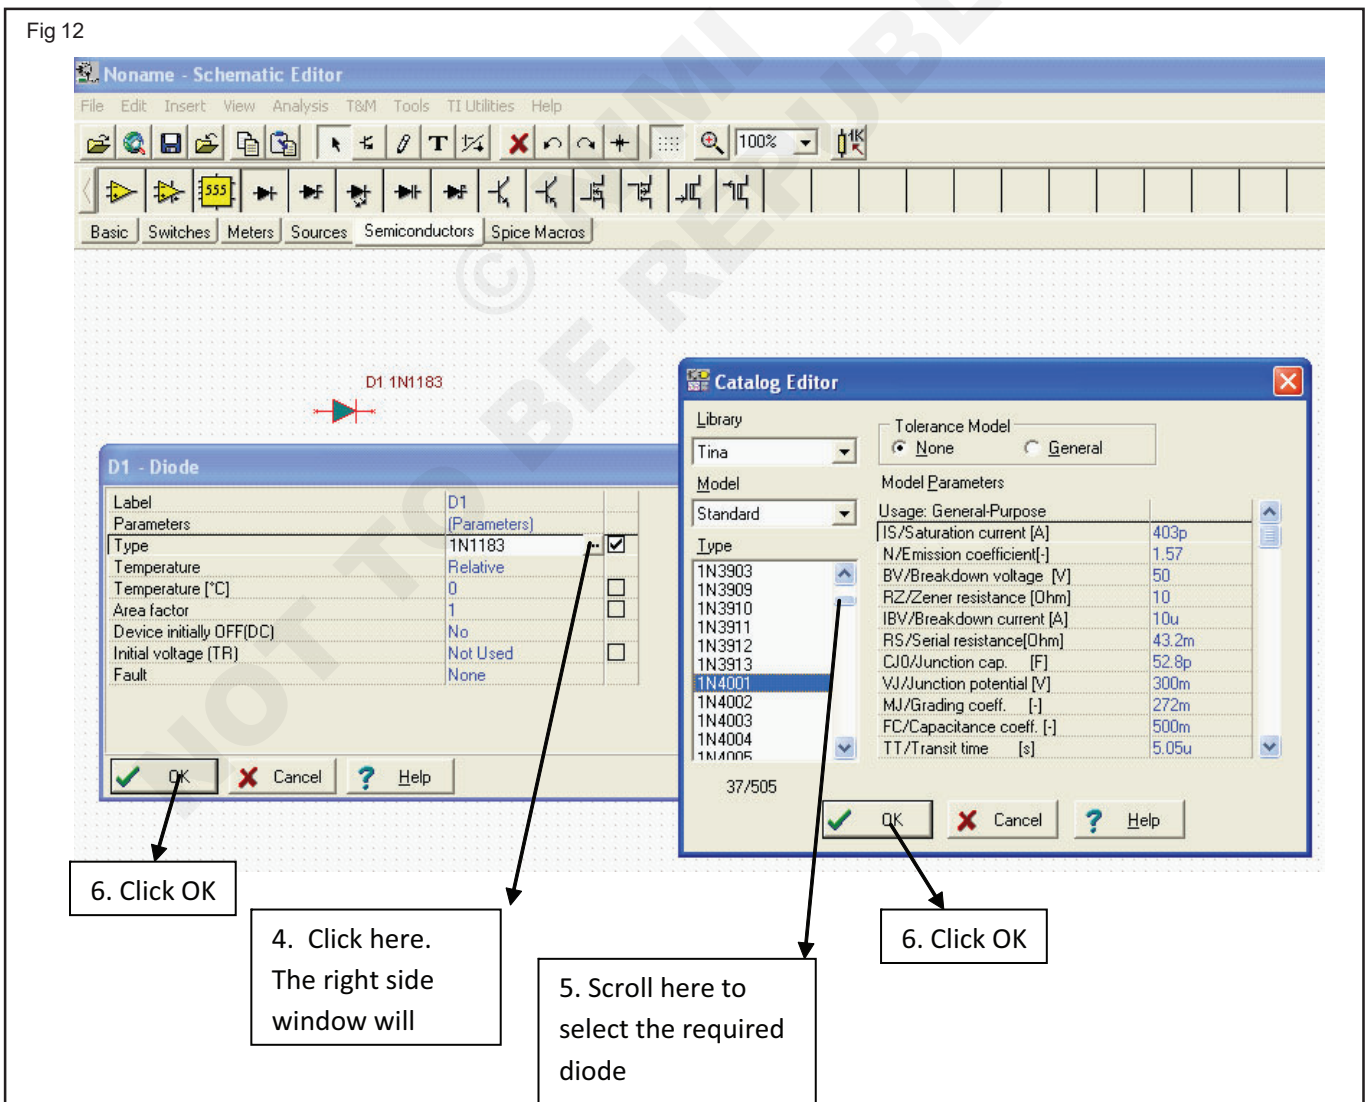 Fig 12
Noname - Schematic Editor
File Edit Insert View Analysis T&M Tools TI Utilities Help
100%
1K
555
Basic Switches Meters Sources Semiconductors Spice Macros
D1 1N1183
D1 - Diode
Label D1
Parameters (Parameters)
Type 1N1183 ...
Temperature Relative
Temperature [°C] 0
Area factor 1
Device initially OFF(DC) No
Initial voltage (TR) Not Used
Fault None
OK Cancel ? Help
Catalog Editor
Library
Tina
Model
Standard
Type
1N3903
1N3909
1N3910
1N3911
1N3912
1N3913
1N4001
1N4002
1N4003
1N4004
1N4005
37/505
Tolerance Model
None General
Model Parameters
Usage: General-Purpose
IS/Saturation current [A] 403p
N/Emission coefficient[-] 1.57
BV/Breakdown voltage [V] 50
RZ/Zener resistance [Ohm] 10
IBV/Breakdown current [A] 10u
RS/Serial resistance[Ohm] 43.2m
CJ0/Junction cap. [F] 52.8p
VJ/Junction potential [V] 300m
MJ/Grading coeff. [-] 272m
FC/Capacitance coeff. [-] 500m
TT/Transit time [s] 5.05u
OK Cancel ? Help
6. Click OK
4. Click here.
The right side
window will
5. Scroll here to
select the required
diode
6. Click OK
© NIMI
NOT TO BE REPUBL